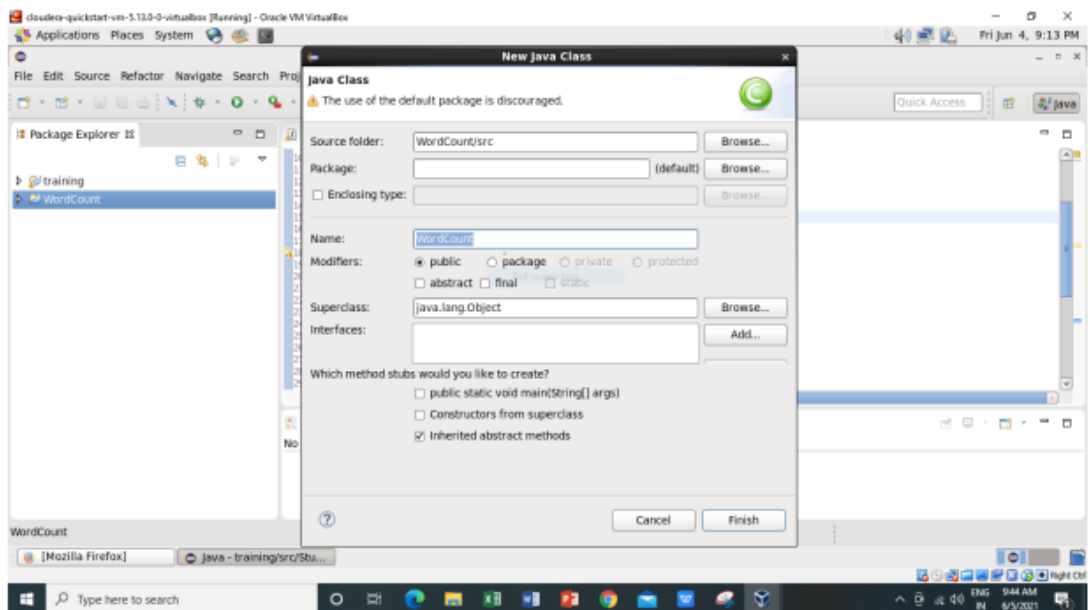 cloudera-quickstart-vm-5.13.0-0-virtualbox [Running] - Oracle VM VirtualBox
Applications Places System
Fri Jun 4, 9:13 PM
New Java Class
File Edit Source Refactor Navigate Search
Java Class
The use of the default package is discouraged.
Quick Access
Java
Package Explorer
training
WordCount
Source folder: WordCount/src Browse...
Package: (default) Browse...
Enclosing type: Browse...
Name: WordCount
Modifiers: public package private protected
abstract final static
Superclass: java.lang.Object Browse...
Interfaces: Add...
Which method stubs would you like to create?
public static void main(String[] args)
Constructors from superclass
Inherited abstract methods
No
Cancel Finish
WordCount
[Mozilla Firefox]
Java - training/src/Stu...
Right Ctrl
Type here to search
ENG 9:44 AM
IN 6/5/2021